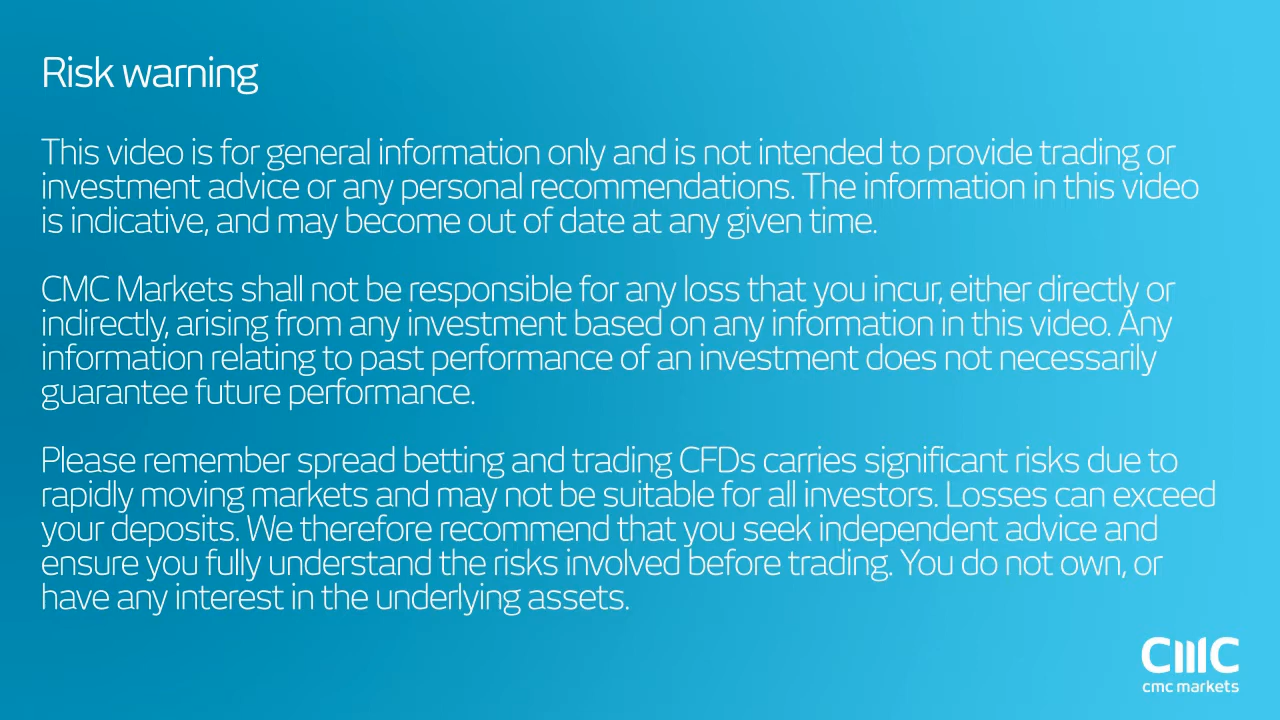 Risk warning
This video is for general information only and is not intended to provide trading or
investment advice or any personal recommendations. The information in this video
is indicative, and may become out of date at any given time.
CMC Markets shall not be responsible for any loss that you incur, either directly or
indirectly, arising from any investment based on any information in this video. Any
information relating to past performance of an investment does not necessarily
guarantee future performance.
Please remember spread betting and trading CFDs carries significant risks due to
rapidly moving markets and may not be suitable for all investors. Losses can exceed
your deposits. We therefore recommend that you seek independent advice and
ensure you fully understand the risks involved before trading. You do not own, or
have any interest in the underlying assets.
CMC
cmc markets